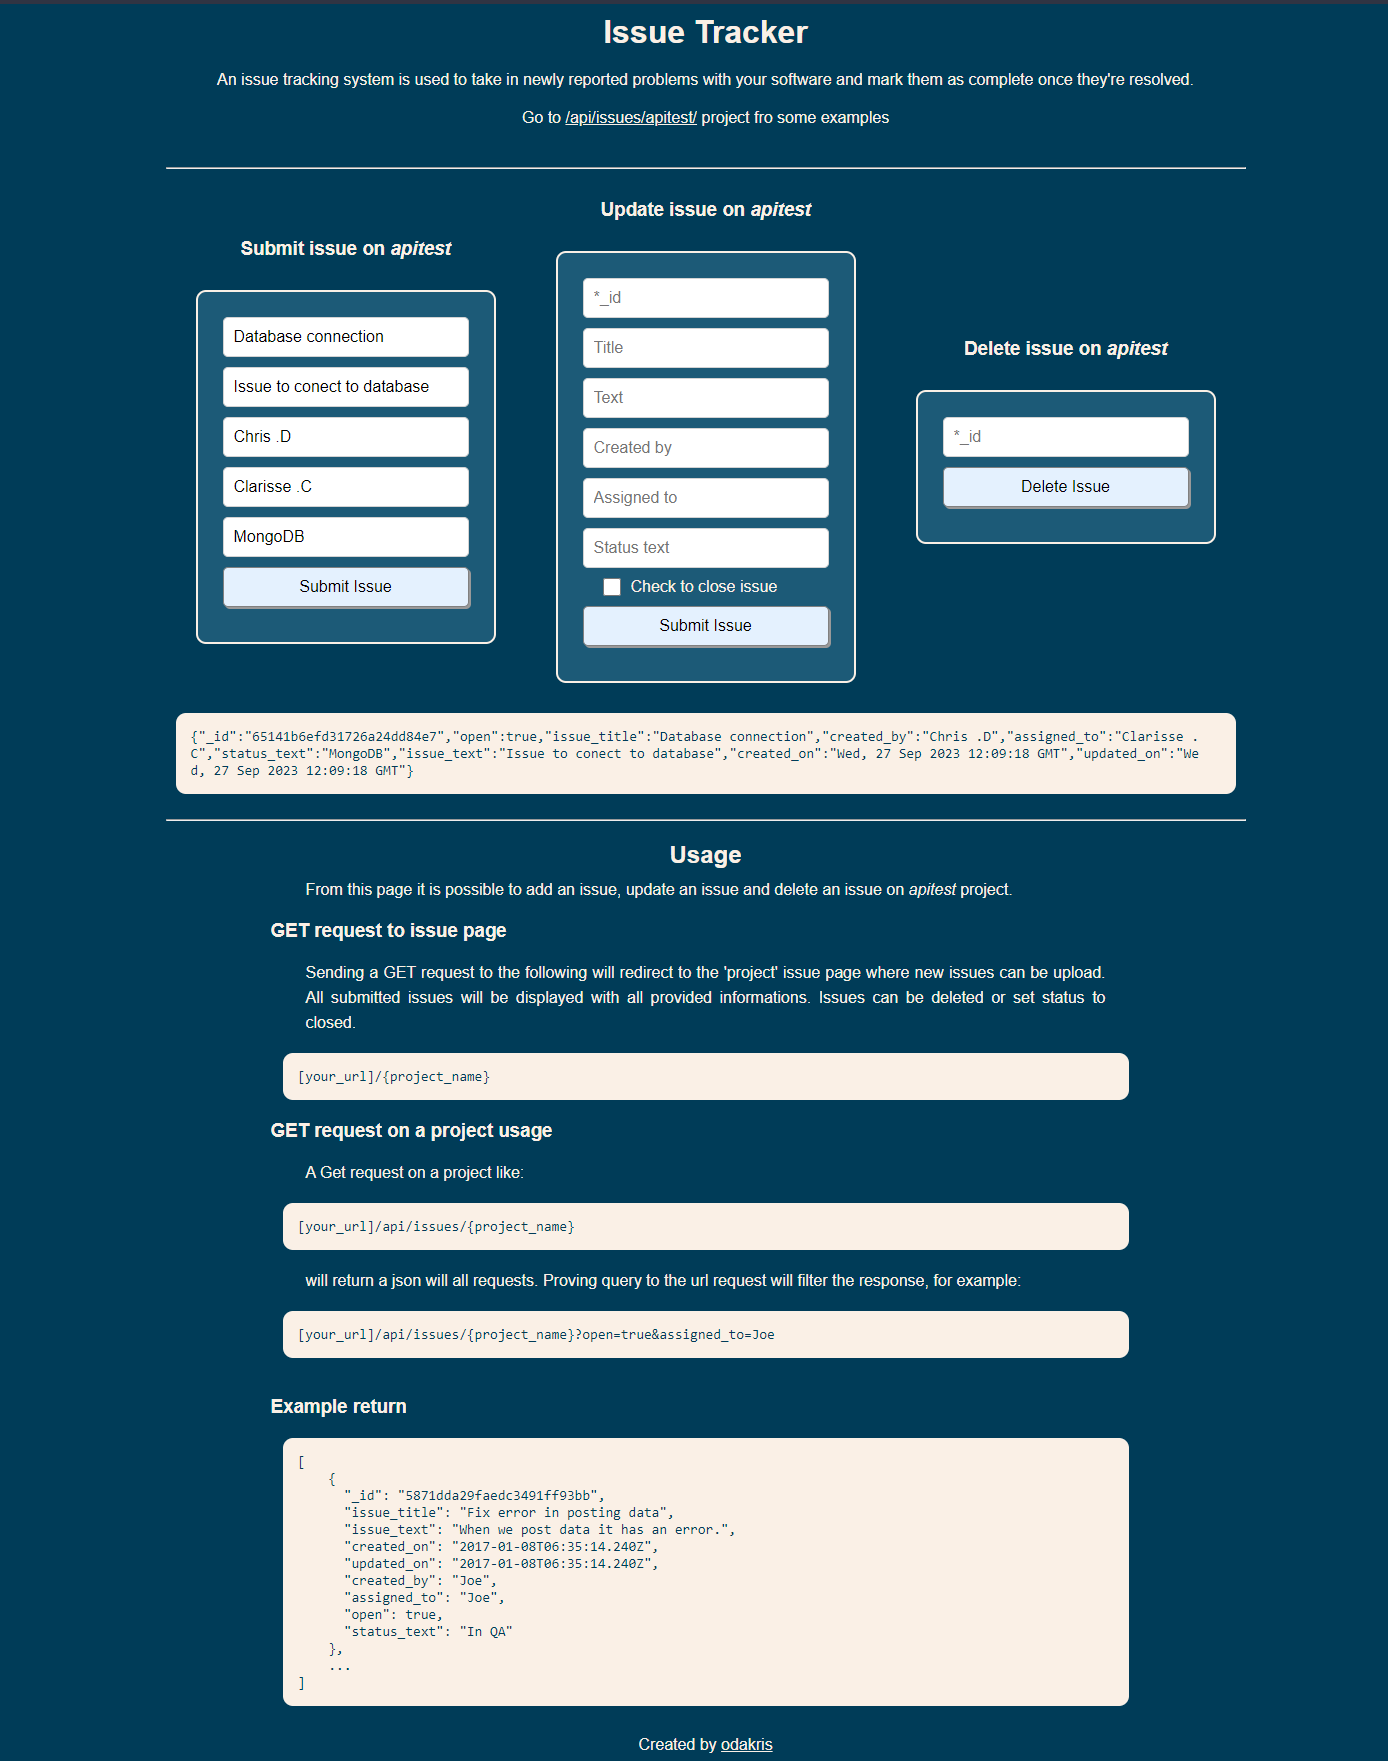 Issue Tracker
An issue tracking system is used to take in newly reported problems with your software and mark them as complete once they're resolved.
Go to /api/issues/apitest/ project fro some examples
Submit issue on apitest
Database connection
Issue to conect to database
Chris .D
Clarisse .C
MongoDB
Submit Issue
Update issue on apitest
*_id
Title
Text
Created by
Assigned to
Status text
Check to close issue
Submit Issue
Delete issue on apitest
*_id
Delete Issue
{"_id":"65141b6efd31726a24dd84e7","open":true,"issue_title":"Database connection","created_by":"Chris .D","assigned_to":"Clarisse .
C","status_text":"MongoDB","issue_text":"Issue to conect to database","created_on":"Wed, 27 Sep 2023 12:09:18 GMT","updated_on":"We
d, 27 Sep 2023 12:09:18 GMT"}
Usage
From this page it is possible to add an issue, update an issue and delete an issue on apitest project.
GET request to issue page
Sending a GET request to the following will redirect to the 'project' issue page where new issues can be upload.
All submitted issues will be displayed with all provided informations. Issues can be deleted or set status to
closed.
[your_url]/{project_name}
GET request on a project usage
A Get request on a project like:
[your_url]/api/issues/{project_name}
will return a json will all requests. Proving query to the url request will filter the response, for example:
[your_url]/api/issues/{project_name}?open=true&assigned_to=Joe
Example return
[
{
"_id": "5871dda29faedc3491ff93bb",
"issue_title": "Fix error in posting data",
"issue_text": "When we post data it has an error.",
"created_on": "2017-01-08T06:35:14.240Z",
"updated_on": "2017-01-08T06:35:14.240Z",
"created_by": "Joe",
"assigned_to": "Joe",
"open": true,
"status_text": "In QA"
},
...
]
Created by odakris